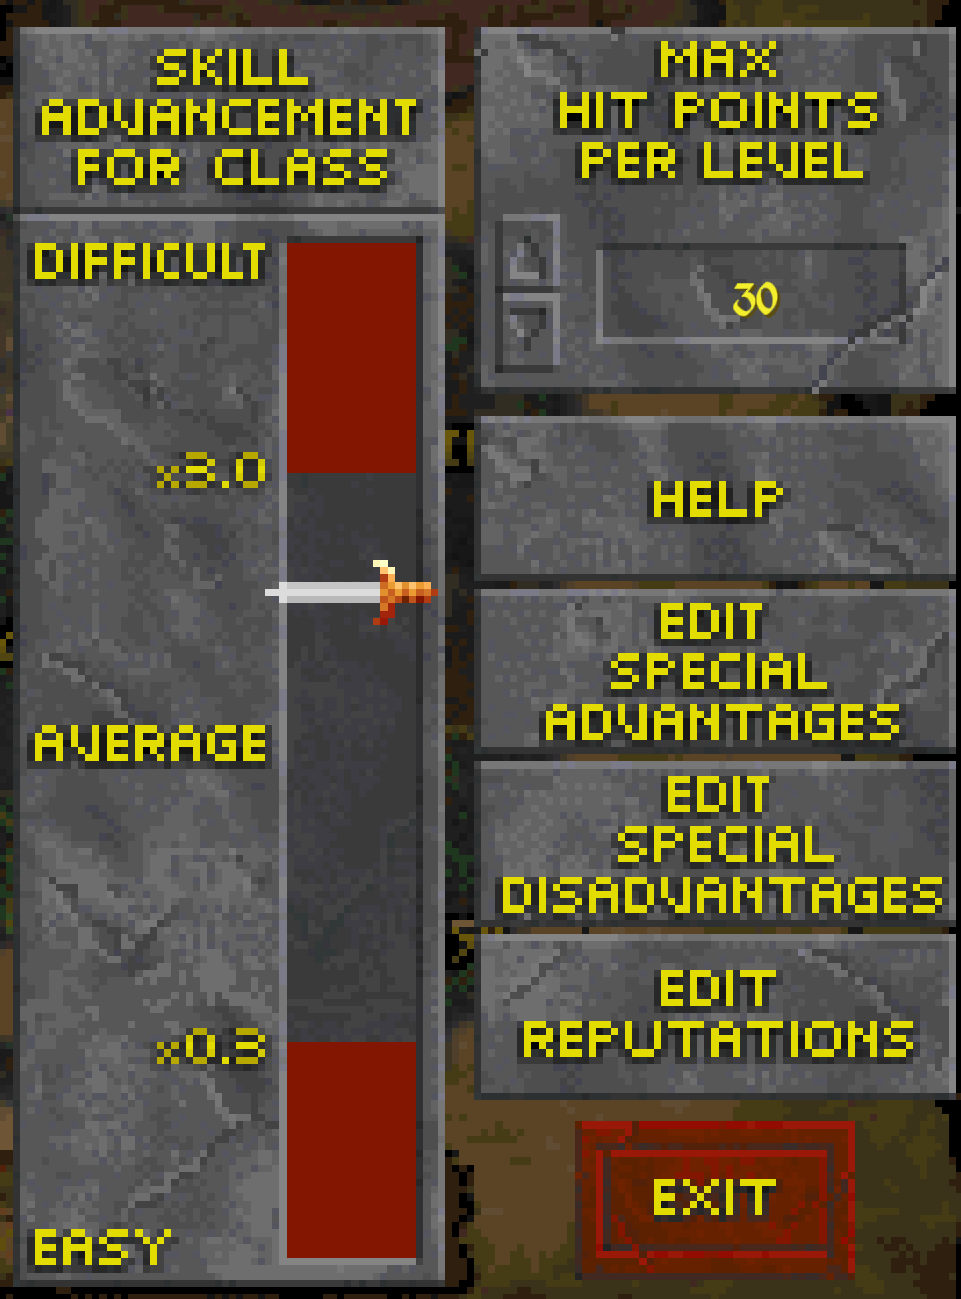 SKILL
ADVANCEMENT
FOR CLASS
DIFFICULT
x3.0
AVERAGE
x0.3
EASY
MAX
HIT POINTS
PER LEVEL
30
HELP
EDIT
SPECIAL
ADVANTAGES
EDIT
SPECIAL
DISADVANTAGES
EDIT
REPUTATIONS
EXIT